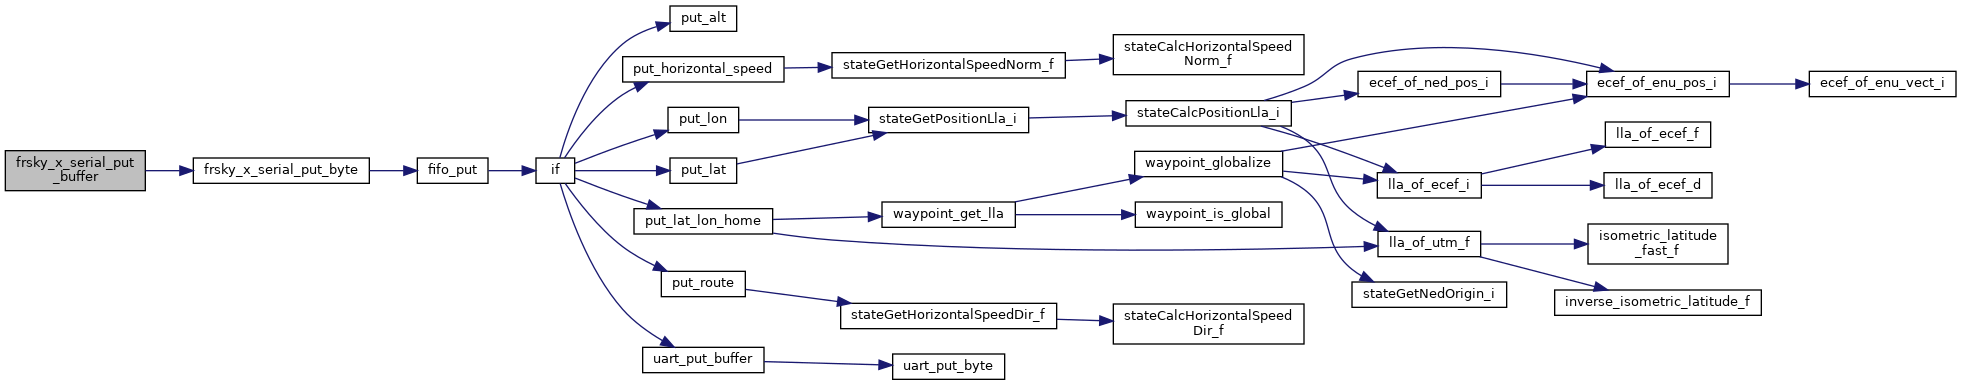 frsky_x_serial_put
_buffer
frsky_x_serial_put_byte
fifo_put
if
put_alt
put_horizontal_speed
put_lon
put_lat
put_lat_lon_home
put_route
uart_put_buffer
stateGetHorizontalSpeedNorm_f
stateGetPositionLla_i
waypoint_get_lla
stateGetHorizontalSpeedDir_f
uart_put_byte
stateCalcHorizontalSpeed
Norm_f
stateCalcPositionLla_i
waypoint_globalize
waypoint_is_global
stateCalcHorizontalSpeed
Dir_f
ecef_of_ned_pos_i
lla_of_ecef_i
lla_of_utm_f
stateGetNedOrigin_i
ecef_of_enu_pos_i
lla_of_ecef_f
lla_of_ecef_d
isometric_latitude
_fast_f
inverse_isometric_latitude_f
ecef_of_enu_vect_i